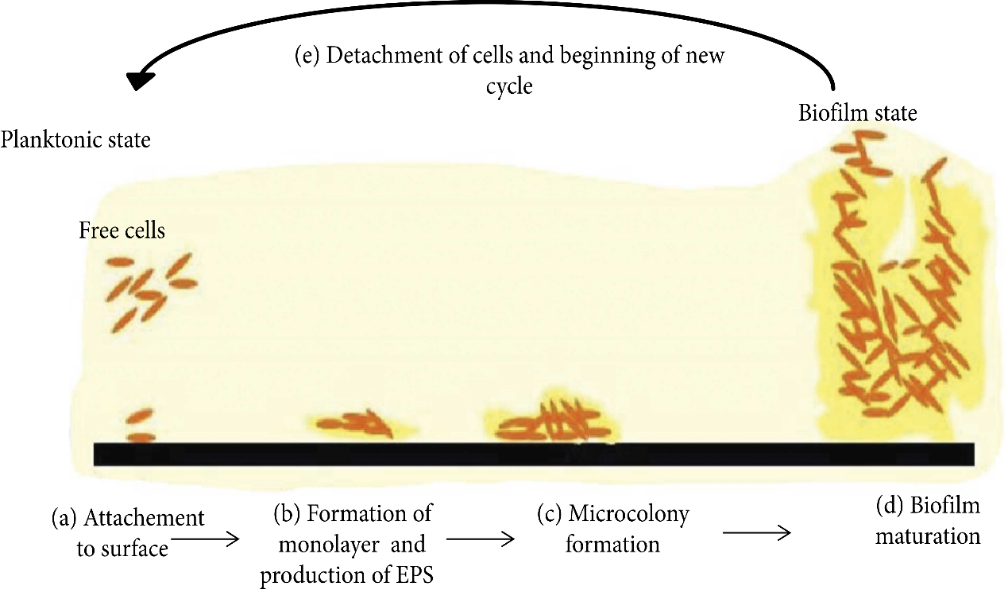 (e) Detachment of cells and beginning of new
cycle
Biofilm state
Planktonic state
Free cells
(a) Attachement
to surface
(b) Formation of
monolayer and
production of EPS
(c) Microcolony
formation
(d) Biofilm
maturation